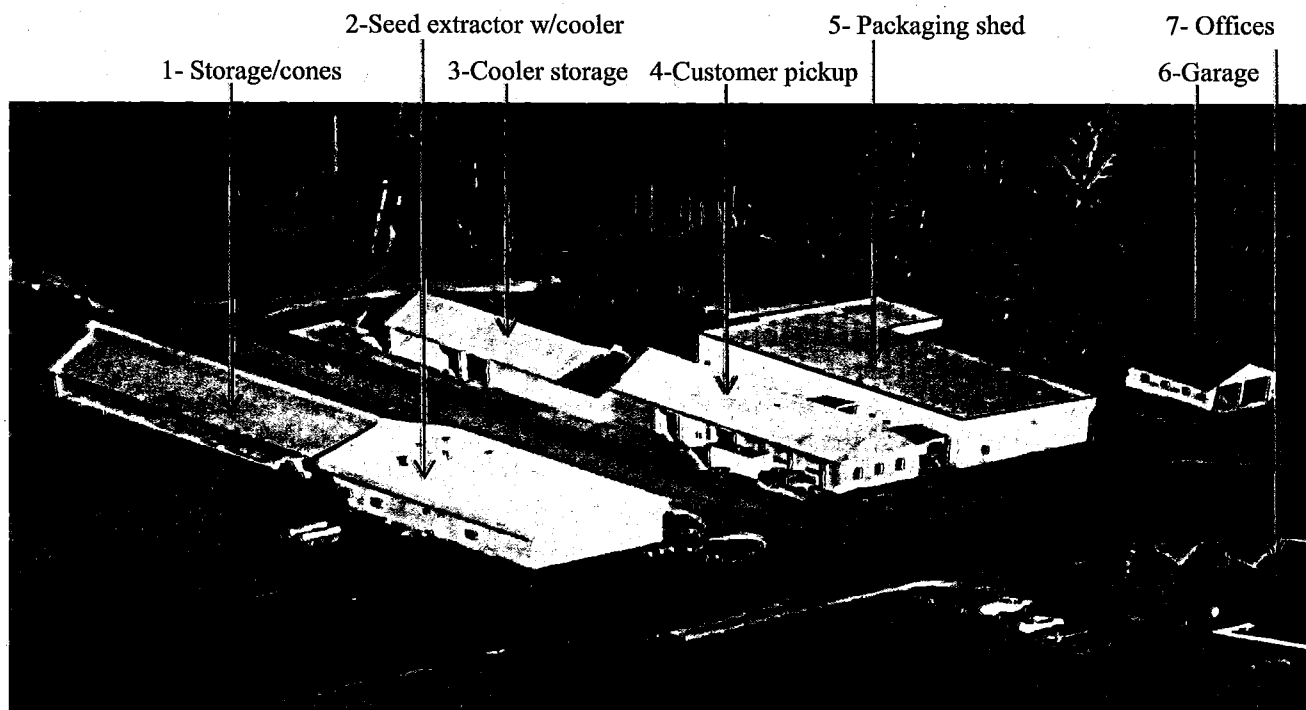 2-Seed extractor w/cooler
5- Packaging shed
7- Offices
1- Storage/cones
3-Cooler storage
4-Customer pickup
6-Garage